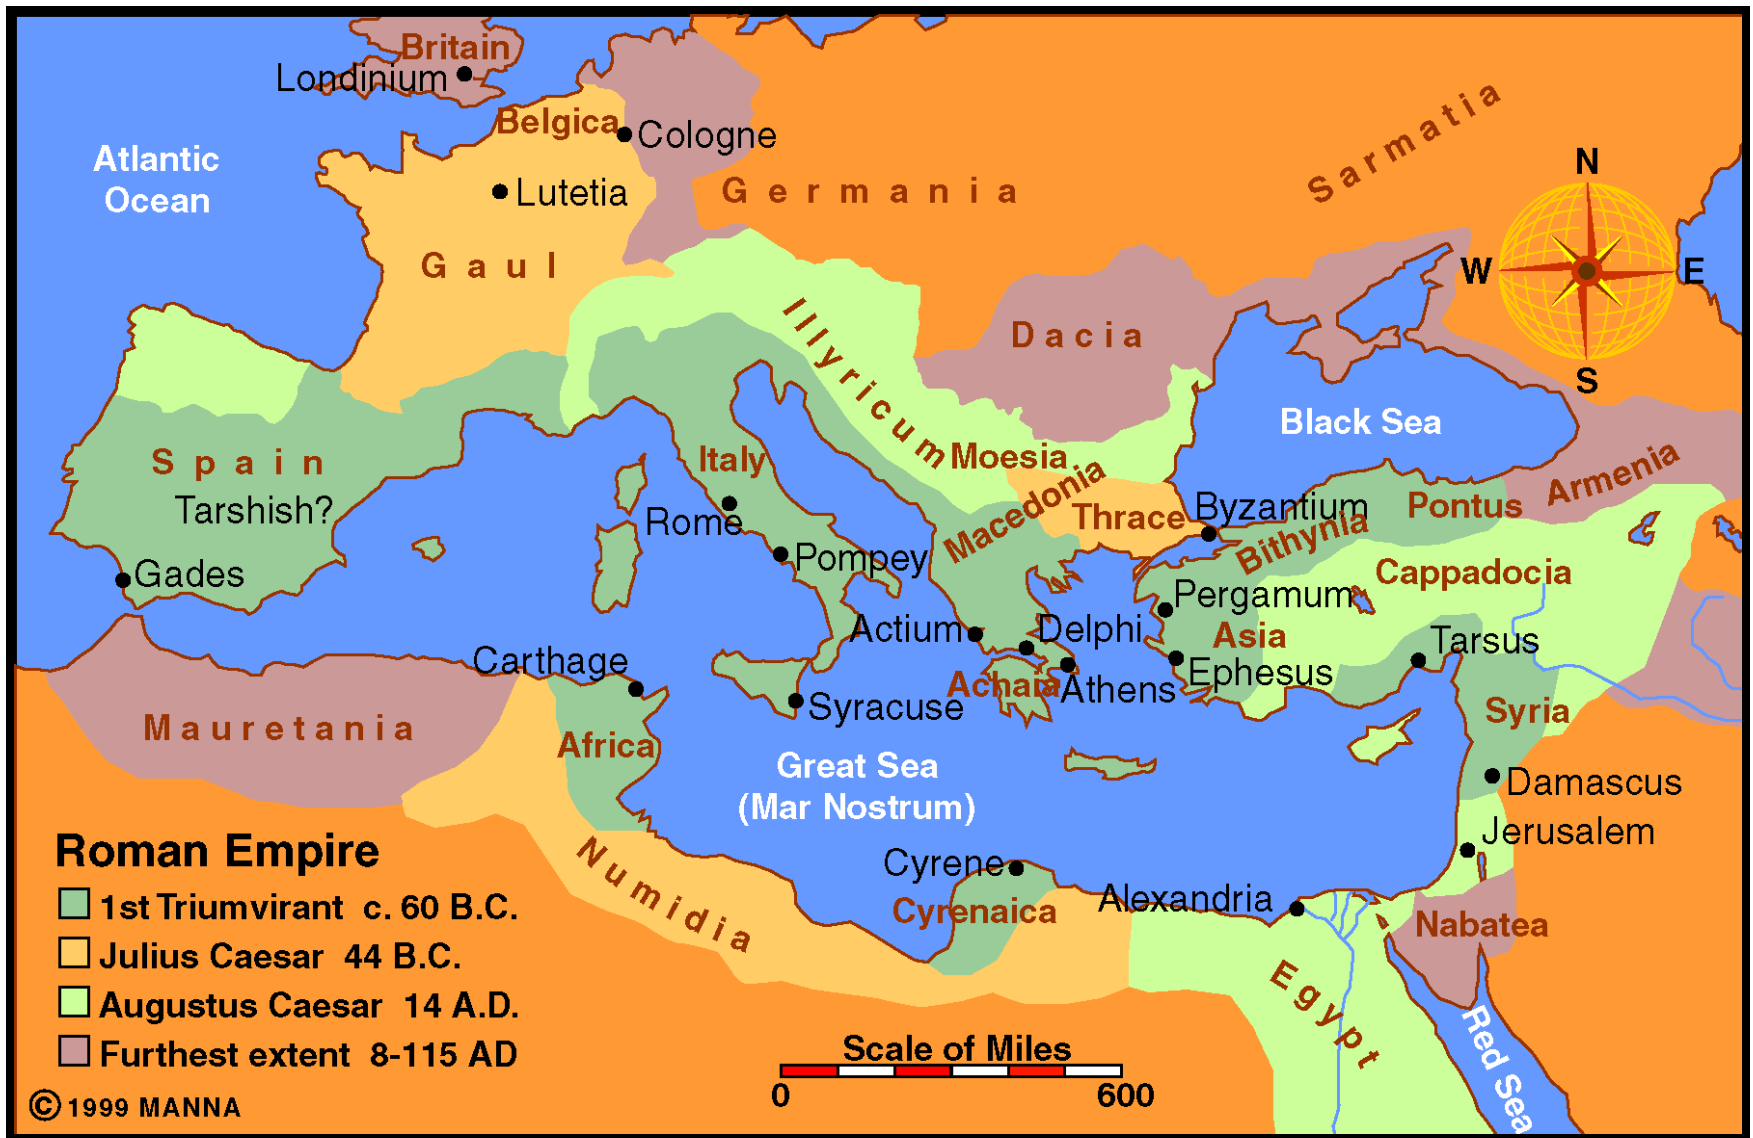 Britain
Londinium
Belgica
Cologne
Atlantic
Ocean
Lutetia
Germania
Sarmatia
N
W
E
S
Gaul
Illyricum
Dacia
Black Sea
Spain
Tarshish?
Gades
Italy
Rome
Pompey
Moesia
Macedonia
Thrace
Byzantium
Bithynia
Pontus
Armenia
Cappadocia
Pergamum
Asia
Ephesus
Tarsus
Actium
Delphi
Achaia
Athens
Carthage
Syracuse
Mauretania
Africa
Syria
Great Sea
(Mar Nostrum)
Damascus
Jerusalem
Numidia
Cyrene
Cyrenaica
Alexandria
Nabatea
Egypt
Red Sea
Roman Empire
1st Triumvirant c. 60 B.C.
Julius Caesar 44 B.C.
Augustus Caesar 14 A.D.
Furthest extent 8-115 AD
© 1999 MANNA
Scale of Miles
0
600